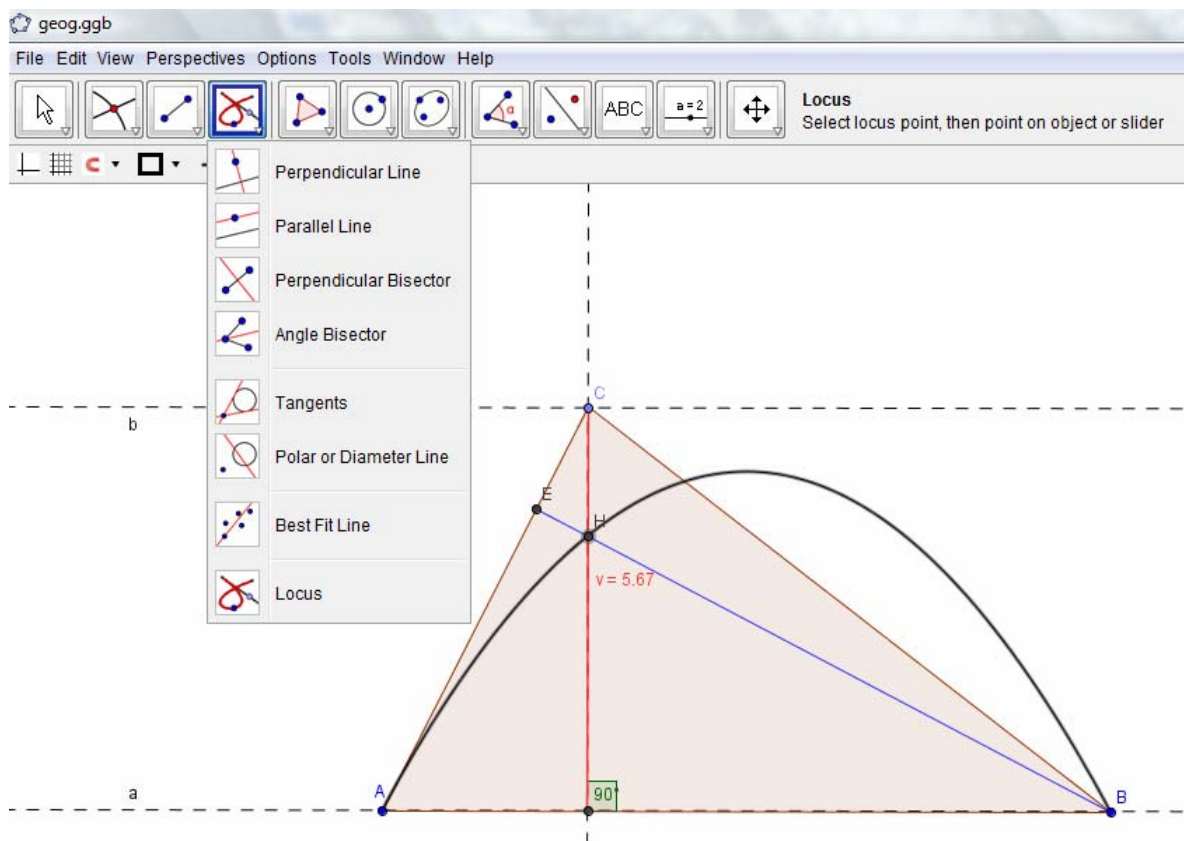 geog.ggb
File Edit View Perspectives Options Tools Window Help
ABC
a = 2
α
Locus
Select locus point, then point on object or slider
Perpendicular Line
Parallel Line
Perpendicular Bisector
Angle Bisector
Tangents
Polar or Diameter Line
Best Fit Line
Locus
b
C
E
H
v = 5.67
a
A
90°
B